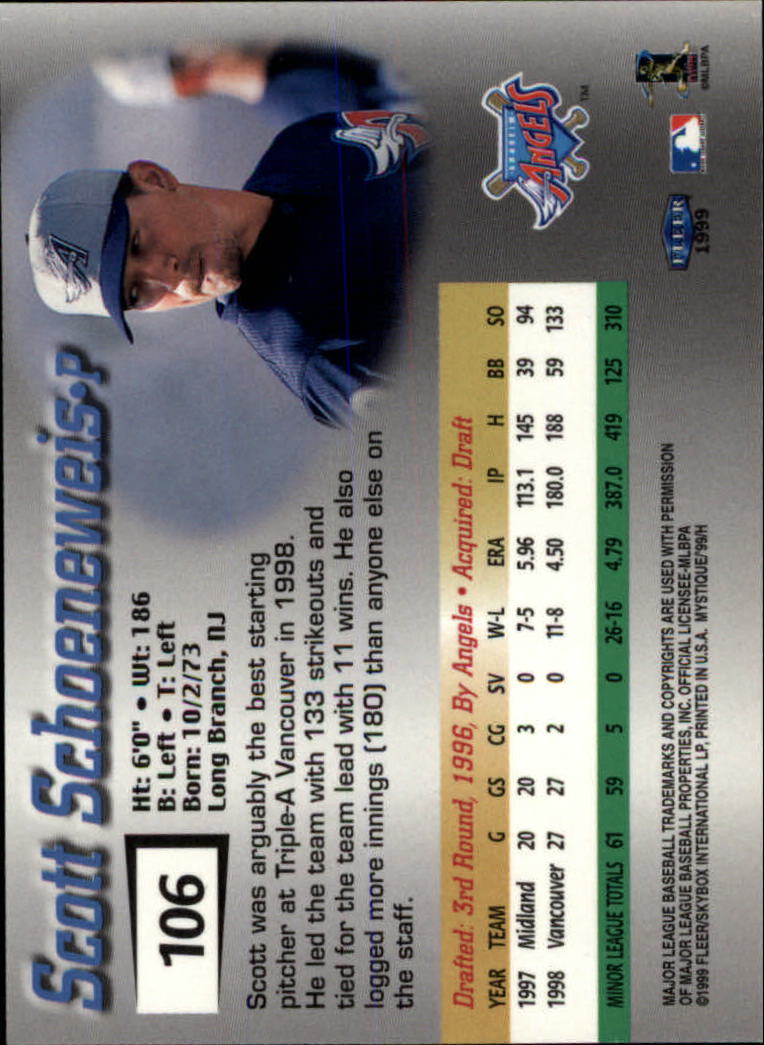 Scott Schoeneweis•P
106
Ht: 6'0" • Wt: 186
B: Left • T: Left
Born: 10/2/73
Long Branch, NJ
Scott was arguably the best starting
pitcher at Triple-A Vancouver in 1998.
He led the team with 133 strikeouts and
tied for the team lead with 11 wins. He also
logged more innings (180) than anyone else on
the staff.
Drafted: 3rd Round, 1996, By Angels • Acquired: Draft
YEAR TEAM G GS CG SV W-L ERA IP H BB SO
1997 Midland 20 20 3 0 7-5 5.96 113.1 145 39 94
1998 Vancouver 27 27 2 0 11-8 4.50 180.0 188 59 133
MINOR LEAGUE TOTALS 61 59 5 0 26-16 4.79 387.0 419 125 310
A
A
ANAHEIM
ANGELS
TM
MAJOR LEAGUE BASEBALL TRADEMARKS AND COPYRIGHTS ARE USED WITH PERMISSION
OF MAJOR LEAGUE BASEBALL PROPERTIES, INC. OFFICIAL LICENSEE-MLBPA
©1999 FLEER/SKYBOX INTERNATIONAL LP, PRINTED IN U.S.A. MYSTIQUE/99/H
FLEER
1999
©MLBPA